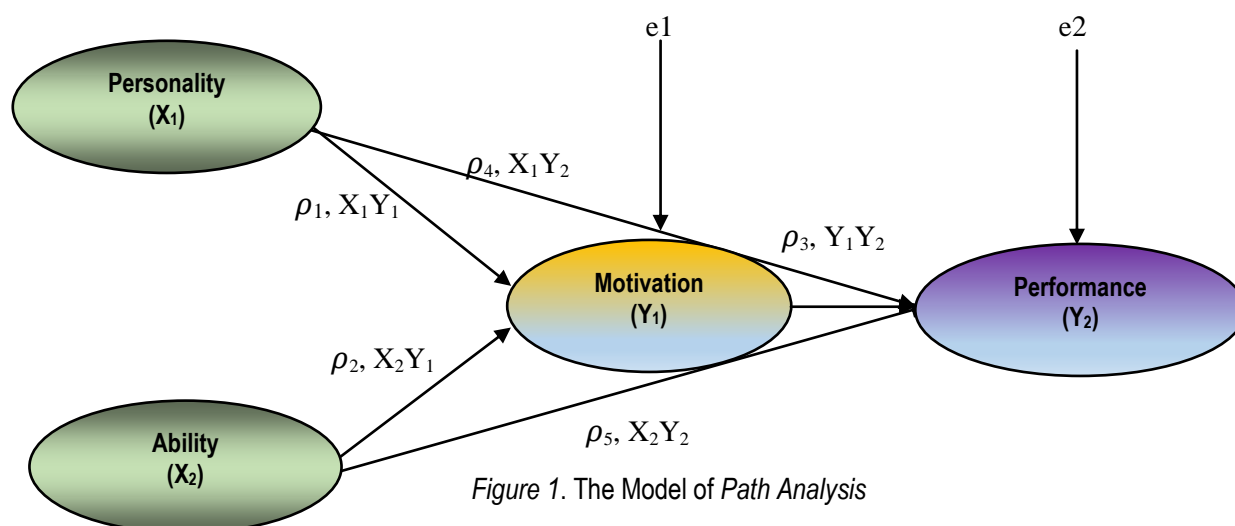 e1
e2
Personality
(X₁)
ρ₄, X₁Y₂
ρ₁, X₁Y₁
ρ₃, Y₁Y₂
Motivation
(Y₁)
Performance
(Y₂)
ρ₂, X₂Y₁
ρ₅, X₂Y₂
Ability
(X₂)
Figure 1. The Model of Path Analysis